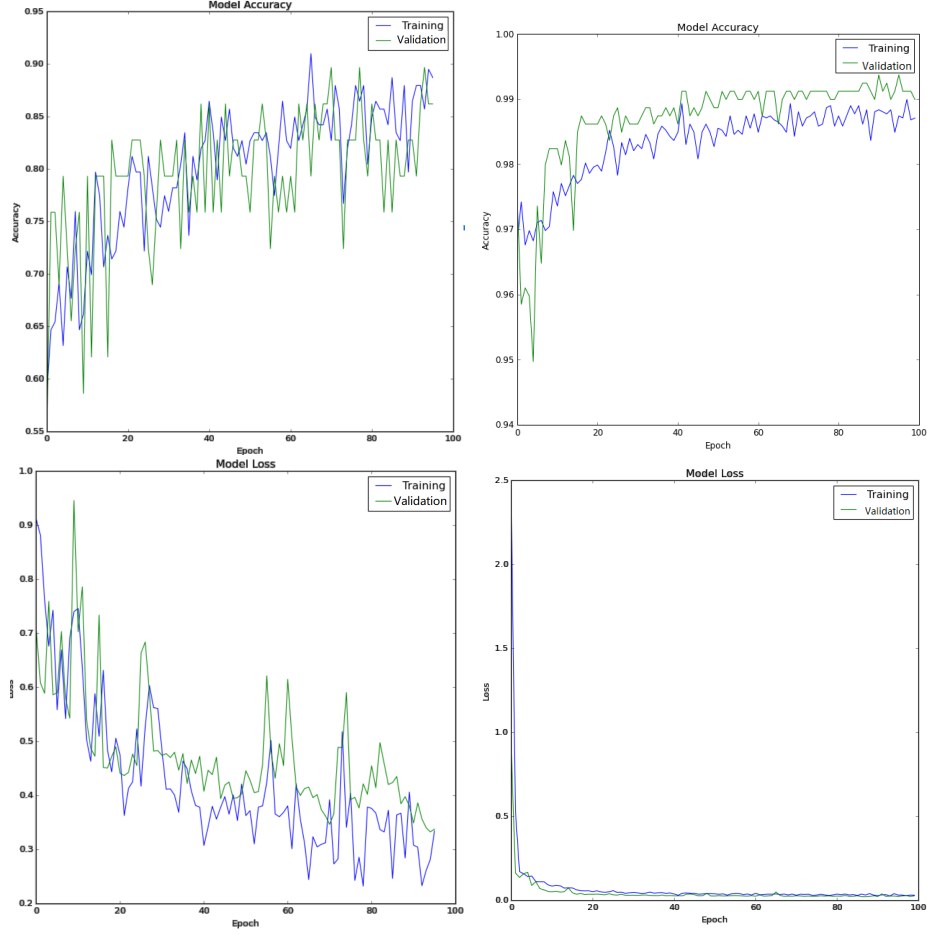 Model Accuracy
0.95
0.90
0.85
0.80
0.75
0.70
0.65
0.60
0.55
Accuracy
Training
Validation
0
20
40
60
80
100
Epoch
Model Accuracy
1.00
0.99
0.98
0.97
0.96
0.95
0.94
Accuracy
Training
Validation
0
20
40
60
80
100
Epoch
Model Loss
1.0
0.9
0.8
0.7
0.6
0.5
0.4
0.3
0.2
Loss
Training
Validation
0
20
40
60
80
100
Epoch
Model Loss
2.5
2.0
1.5
1.0
0.5
0.0
Loss
Training
Validation
0
20
40
60
80
100
Epoch